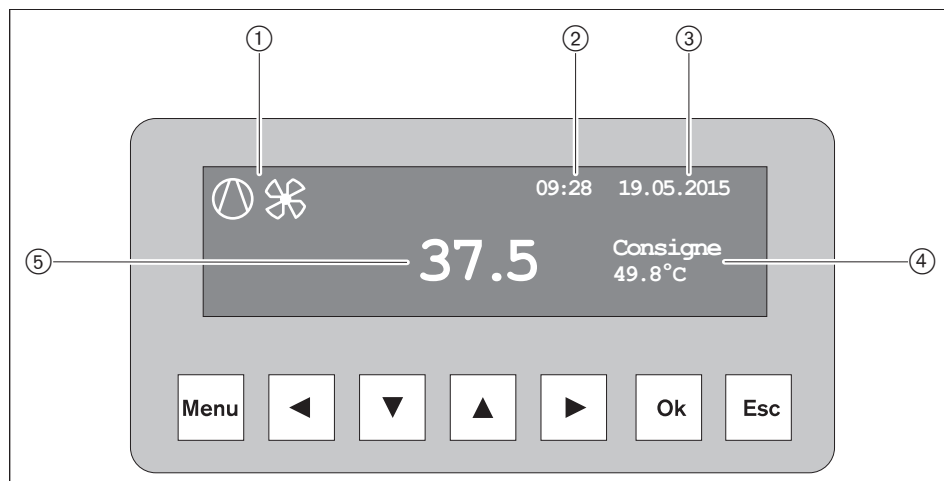 ① ② ③
09:28 19.05.2015
⑤ 37.5 Consigne ④
49.8°C
Menu ◄ ▼ ▲ ► Ok Esc